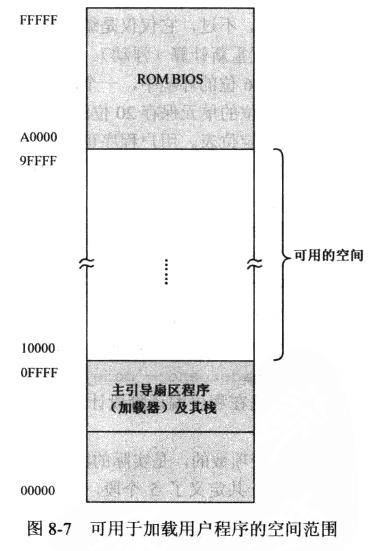 FFFFF
ROM BIOS
A0000
9FFFF
可用的空间
10000
0FFFF
主引导扇区程序
（加载器）及其栈
00000
图 8-7 可用于加载用户程序的空间范围